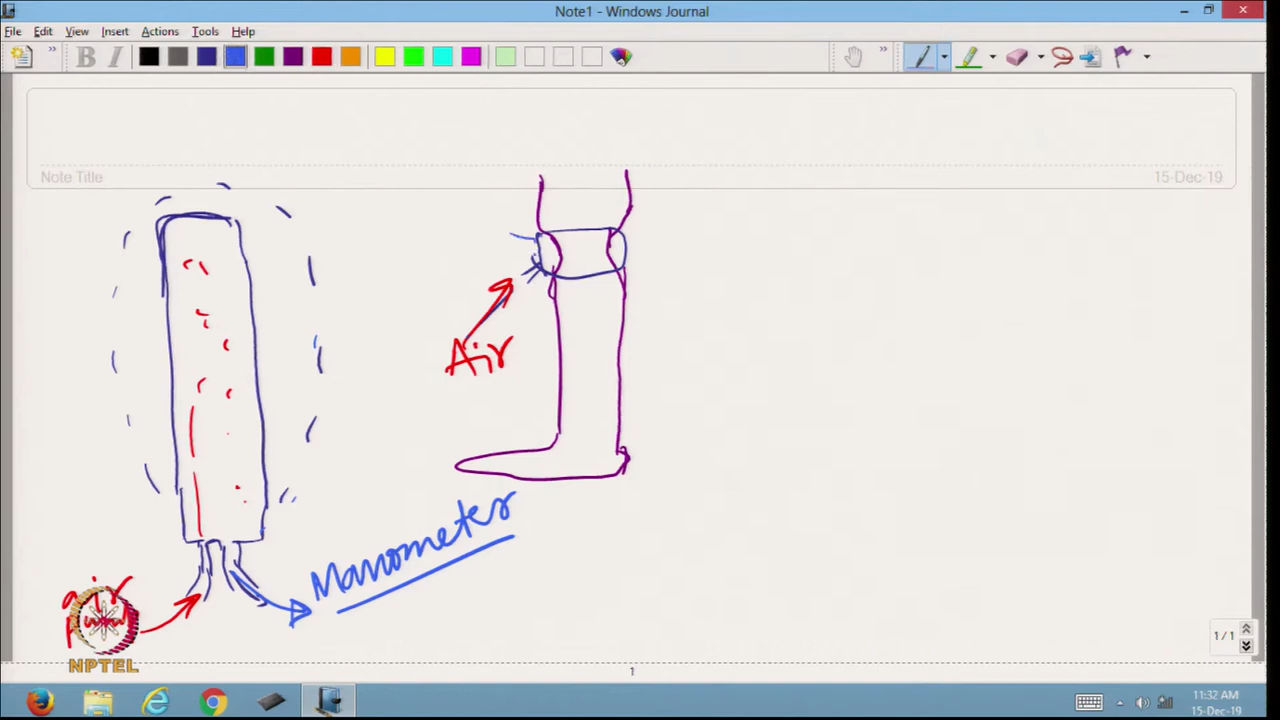 Note1 - Windows Journal
File Edit View Insert Actions Tools Help
B I
Note Title
15-Dec-19
Air
Manometer
air
NPTEL
1 / 1
1
11:32 AM
15-Dec-19